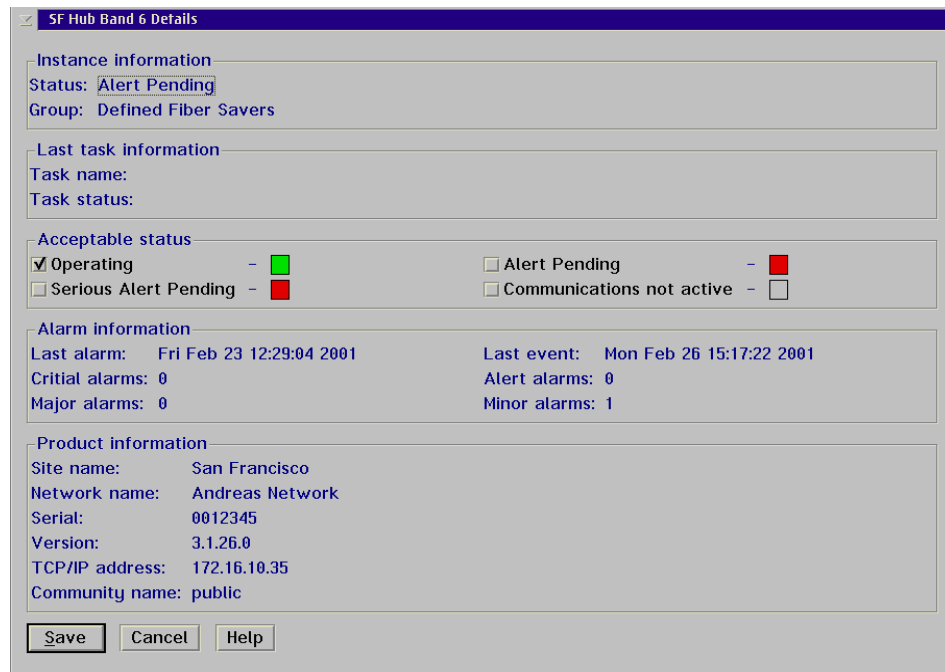 SF Hub Band 6 Details
Instance information
Status: Alert Pending
Group: Defined Fiber Savers
Last task information
Task name:
Task status:
Acceptable status
Operating - Alert Pending -
Serious Alert Pending - Communications not active -
Alarm information
Last alarm: Fri Feb 23 12:29:04 2001 Last event: Mon Feb 26 15:17:22 2001
Critial alarms: 0 Alert alarms: 0
Major alarms: 0 Minor alarms: 1
Product information
Site name: San Francisco
Network name: Andreas Network
Serial: 0012345
Version: 3.1.26.0
TCP/IP address: 172.16.10.35
Community name: public
Save Cancel Help